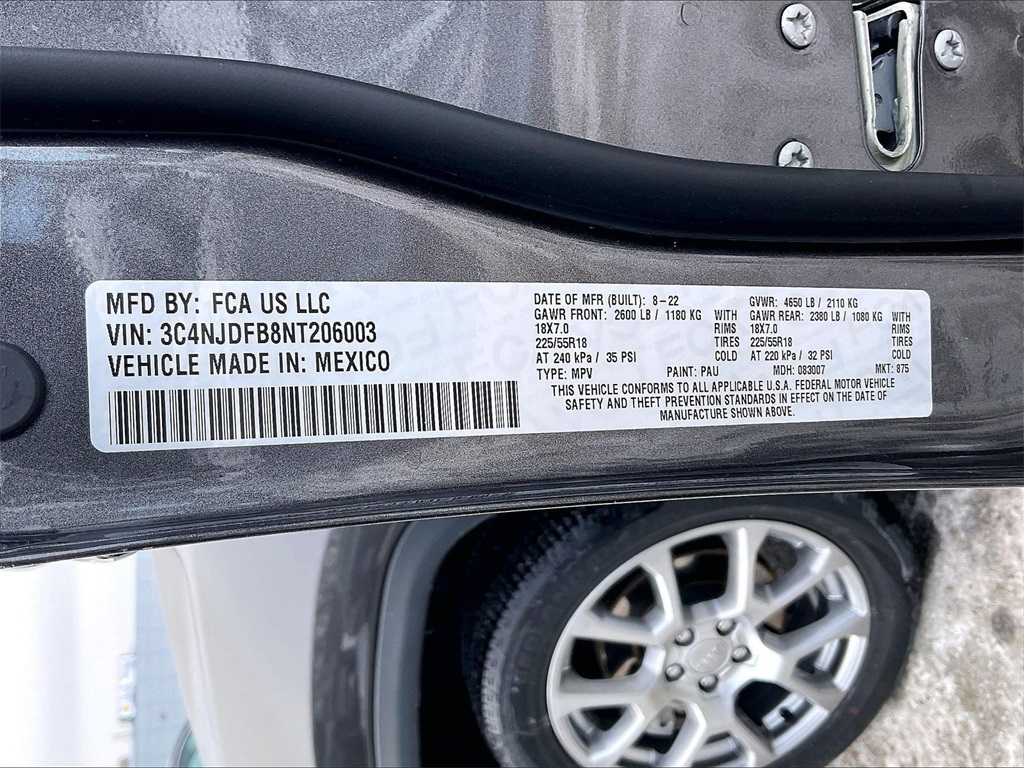 MFD BY: FCA US LLC
VIN: 3C4NJDFB8NT206003
VEHICLE MADE IN: MEXICO
DATE OF MFR (BUILT): 8-22
GAWR FRONT: 2600 LB / 1180 KG WITH
18X7.0 RIMS
225/55R18 TIRES
AT 240 kPa / 35 PSI COLD
TYPE: MPV PAINT: PAU
GVWR: 4650 LB / 2110 KG
GAWR REAR: 2380 LB / 1080 KG WITH
18X7.0 RIMS
225/55R18 TIRES
AT 220 kPa / 32 PSI COLD
MDH: 083007 MKT: 875
THIS VEHICLE CONFORMS TO ALL APPLICABLE U.S.A. FEDERAL MOTOR VEHICLE
SAFETY AND THEFT PREVENTION STANDARDS IN EFFECT ON THE DATE OF
MANUFACTURE SHOWN ABOVE.